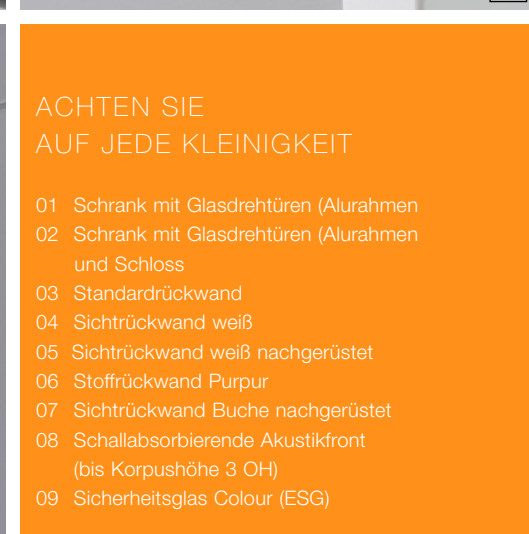 ACHTEN SIE
AUF JEDE KLEINIGKEIT
01 Schrank mit Glasdrehtüren (Alurahmen
02 Schrank mit Glasdrehtüren (Alurahmen
und Schloss
03 Standardrückwand
04 Sichtrückwand weiß
05 Sichtrückwand weiß nachgerüstet
06 Stoffrückwand Purpur
07 Sichtrückwand Buche nachgerüstet
08 Schallabsorbierende Akustikfront
(bis Korpushöhe 3 OH)
09 Sicherheitsglas Colour (ESG)